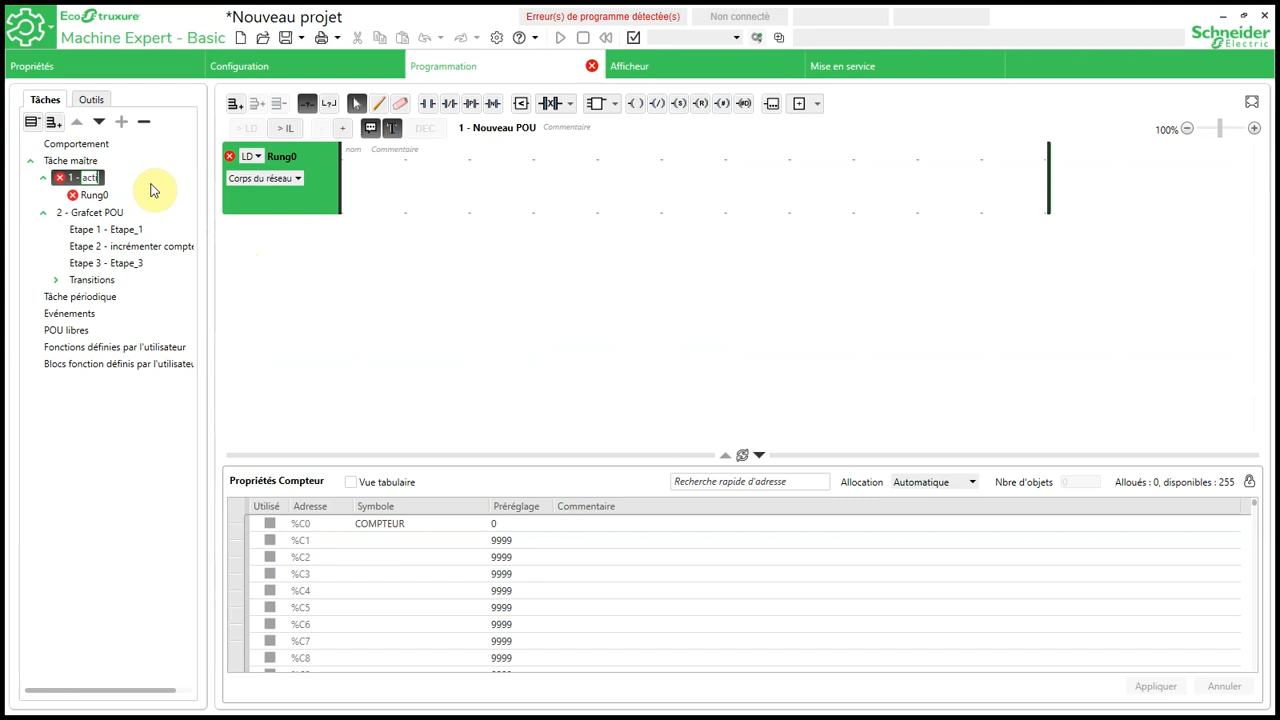 EcoStruxure
Machine Expert - Basic
*Nouveau projet
Erreur(s) de programme détectée(s)
Non connecté
Schneider
Electric
Propriétés
Configuration
Programmation
Afficheur
Mise en service
Tâches
Outils
Comportement
Tâche maître
1 - acti
Rung0
2 - Grafcet POU
Etape 1 - Etape_1
Etape 2 - incrémenter compte
Etape 3 - Etape_3
Transitions
Tâche périodique
Evénements
POU libres
Fonctions définies par l'utilisateur
Blocs fonction définis par l'utilisateu
> LD
> IL
-
+
DEC
1 - Nouveau POU
Commentaire
100%
LD
Rung0
nom
Commentaire
Corps du réseau
Propriétés Compteur
Vue tabulaire
Recherche rapide d'adresse
Allocation
Automatique
Nbre d'objets
0
Alloués : 0, disponibles : 255
Utilisé Adresse Symbole Préréglage Commentaire
%C0 COMPTEUR 0
%C1 9999
%C2 9999
%C3 9999
%C4 9999
%C5 9999
%C6 9999
%C7 9999
%C8 9999
Appliquer
Annuler